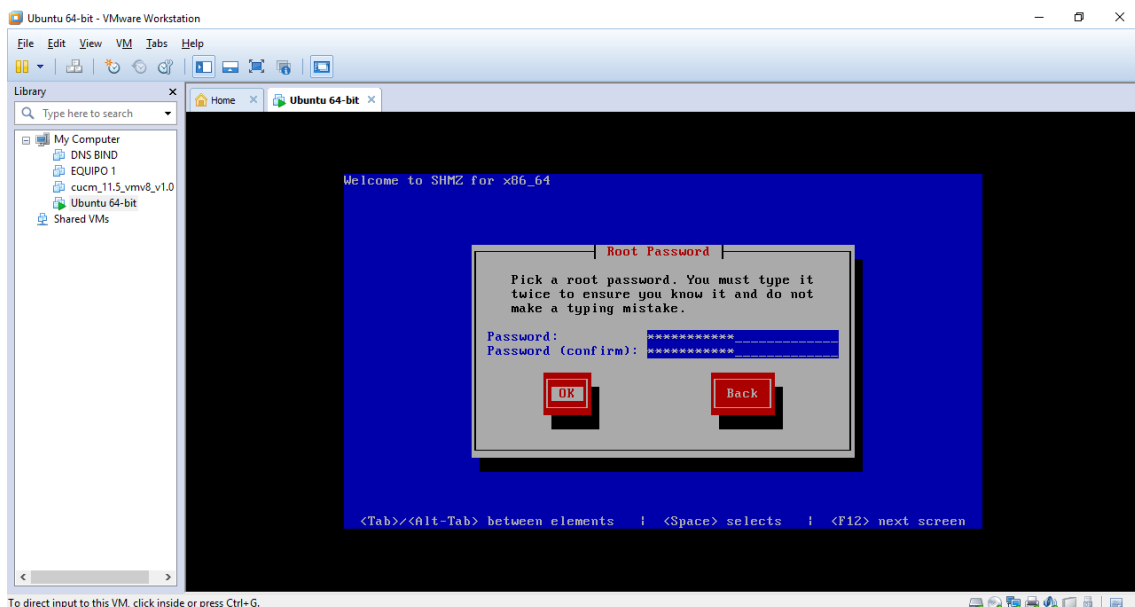 Ubuntu 64-bit - VMware Workstation
File Edit View VM Tabs Help
Library
Type here to search
My Computer
DNS BIND
EQUIPO 1
cucm_11.5_vmv8_v1.0
Ubuntu 64-bit
Shared VMs
Home
Ubuntu 64-bit
Welcome to SHMZ for x86_64
Root Password
Pick a root password. You must type it
twice to ensure you know it and do not
make a typing mistake.
Password: ***********_____________
Password (confirm): ***********_____________
OK Back
<Tab>/<Alt-Tab> between elements | <Space> selects | <F12> next screen
To direct input to this VM, click inside or press Ctrl+G.